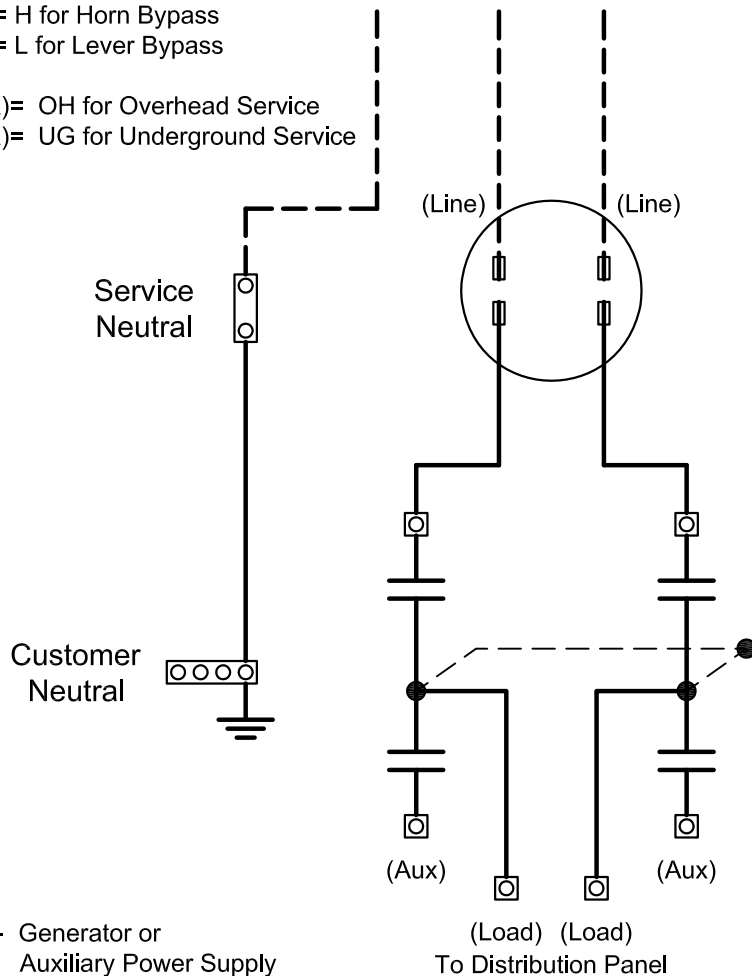 = H for Horn Bypass
= L for Lever Bypass
)= OH for Overhead Service
)= UG for Underground Service
(Line) (Line)
Service
Neutral
Customer
Neutral
(Aux) (Aux)
(Load) (Load)
To Distribution Panel
- Generator or
Auxiliary Power Supply